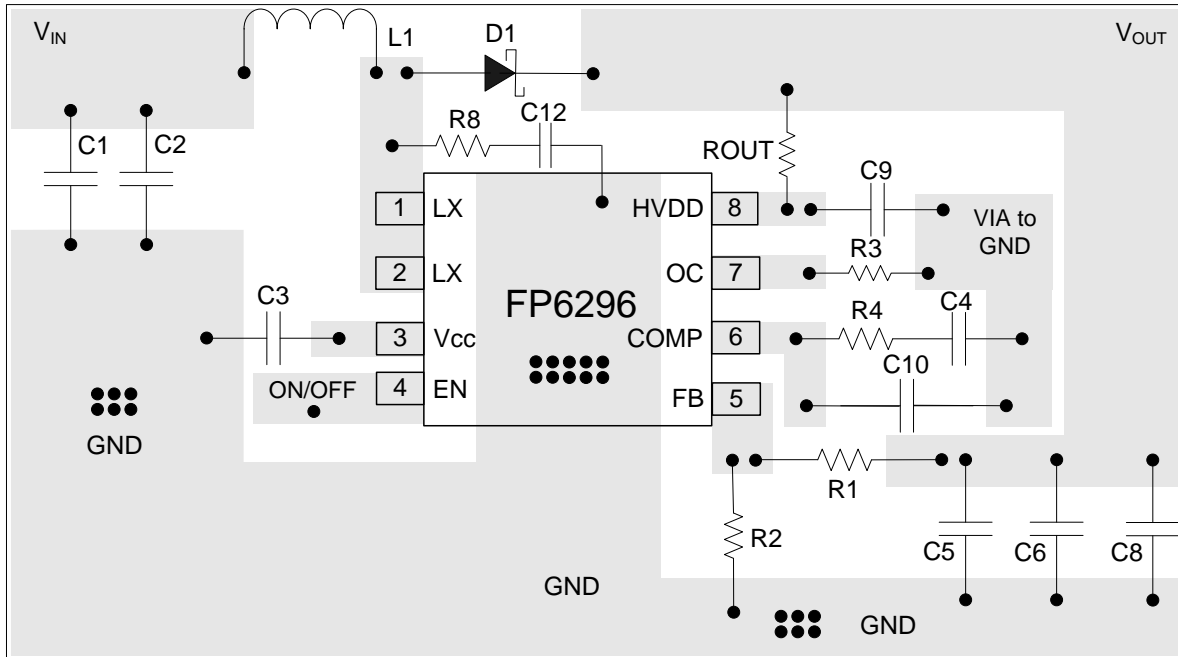 VIN
L1
D1
VOUT
R8
C12
C1
C2
ROUT
C9
1
LX
HVDD
8
VIA to
GND
R3
2
LX
OC
7
C3
FP6296
R4
C4
3
Vcc
COMP
6
C10
ON/OFF
4
EN
FB
5
GND
R1
R2
C5
C6
C8
GND
GND